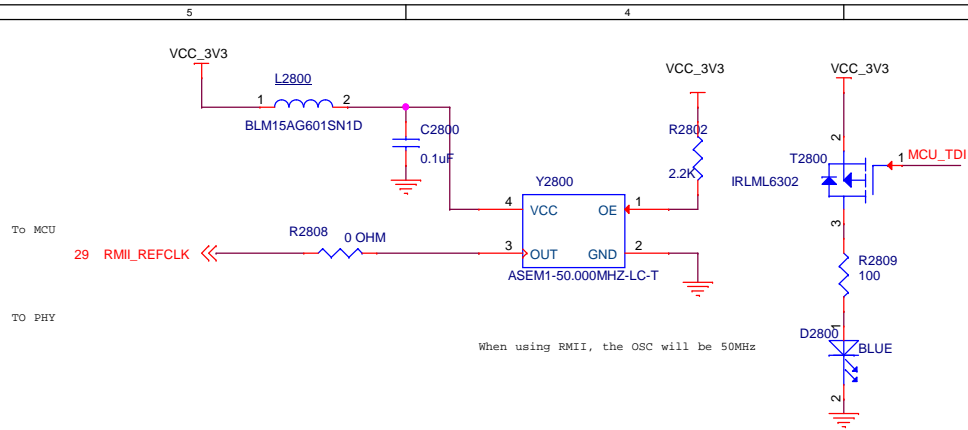 5
4
VCC_3V3
L2800
1
2
BLM15AG601SN1D
C2800
0.1uF
VCC_3V3
R2802
2.2K
VCC_3V3
2
T2800
IRLML6302
1
MCU_TDI
3
Y2800
4
VCC
OE
1
To MCU
29
RMII_REFCLK
R2808
0 OHM
3
OUT
GND
2
ASEM1-50.000MHZ-LC-T
R2809
100
TO PHY
When using RMII, the OSC will be 50MHz
1
D2800
BLUE
2